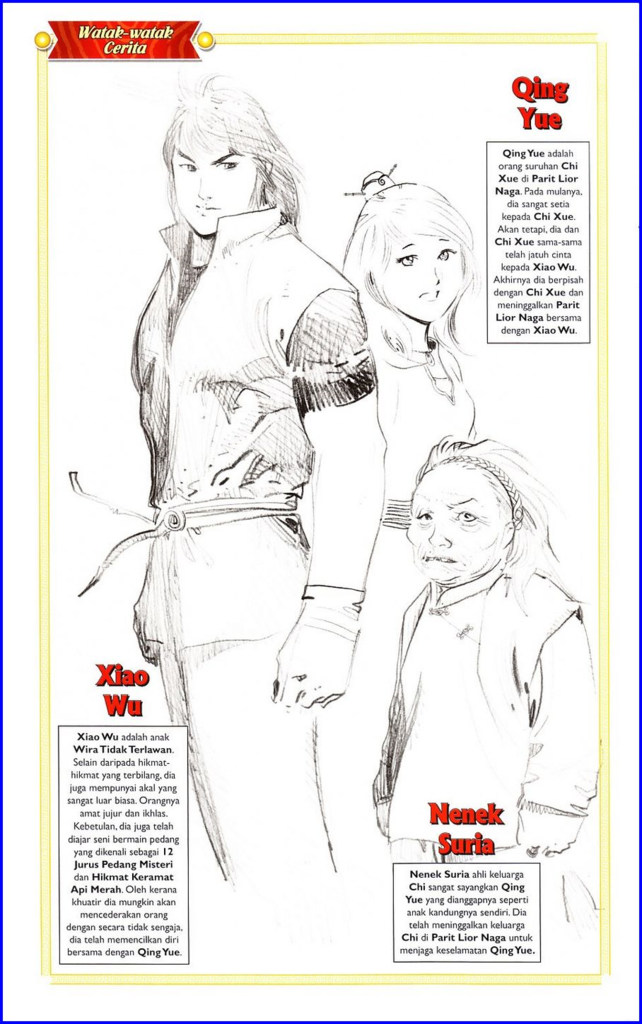 Watak-watak
Cerita
Qing
Yue
Qing Yue adalah
orang suruhan Chi
Xue di Parit Lior
Naga. Pada mulanya,
dia sangat setia
kepada Chi Xue.
Akan tetapi, dia dan
Chi Xue sama-sama
telah jatuh cinta
kepada Xiao Wu.
Akhirnya dia berpisah
dengan Chi Xue dan
meninggalkan Parit
Lior Naga bersama
dengan Xiao Wu.
Xiao
Wu
Xiao Wu adalah anak
Wira Tidak Terlawan.
Selain daripada hikmat-
hikmat yang terbilang, dia
juga mempunyai akal yang
sangat luar biasa. Orangnya
amat jujur dan ikhlas.
Kebetulan, dia juga telah
diajar seni bermain pedang
yang dikenali sebagai 12
Jurus Pedang Misteri
dan Hikmat Keramat
Api Merah. Oleh kerana
khuatir dia mungkin akan
mencederakan orang
dengan secara tidak sengaja,
dia telah memencilkan diri
bersama dengan Qing Yue.
Nenek
Suria
Nenek Suria ahli keluarga
Chi sangat sayangkan Qing
Yue yang dianggapnya seperti
anak kandungnya sendiri. Dia
telah meninggalkan keluarga
Chi di Parit Lior Naga untuk
menjaga keselamatan Qing Yue.